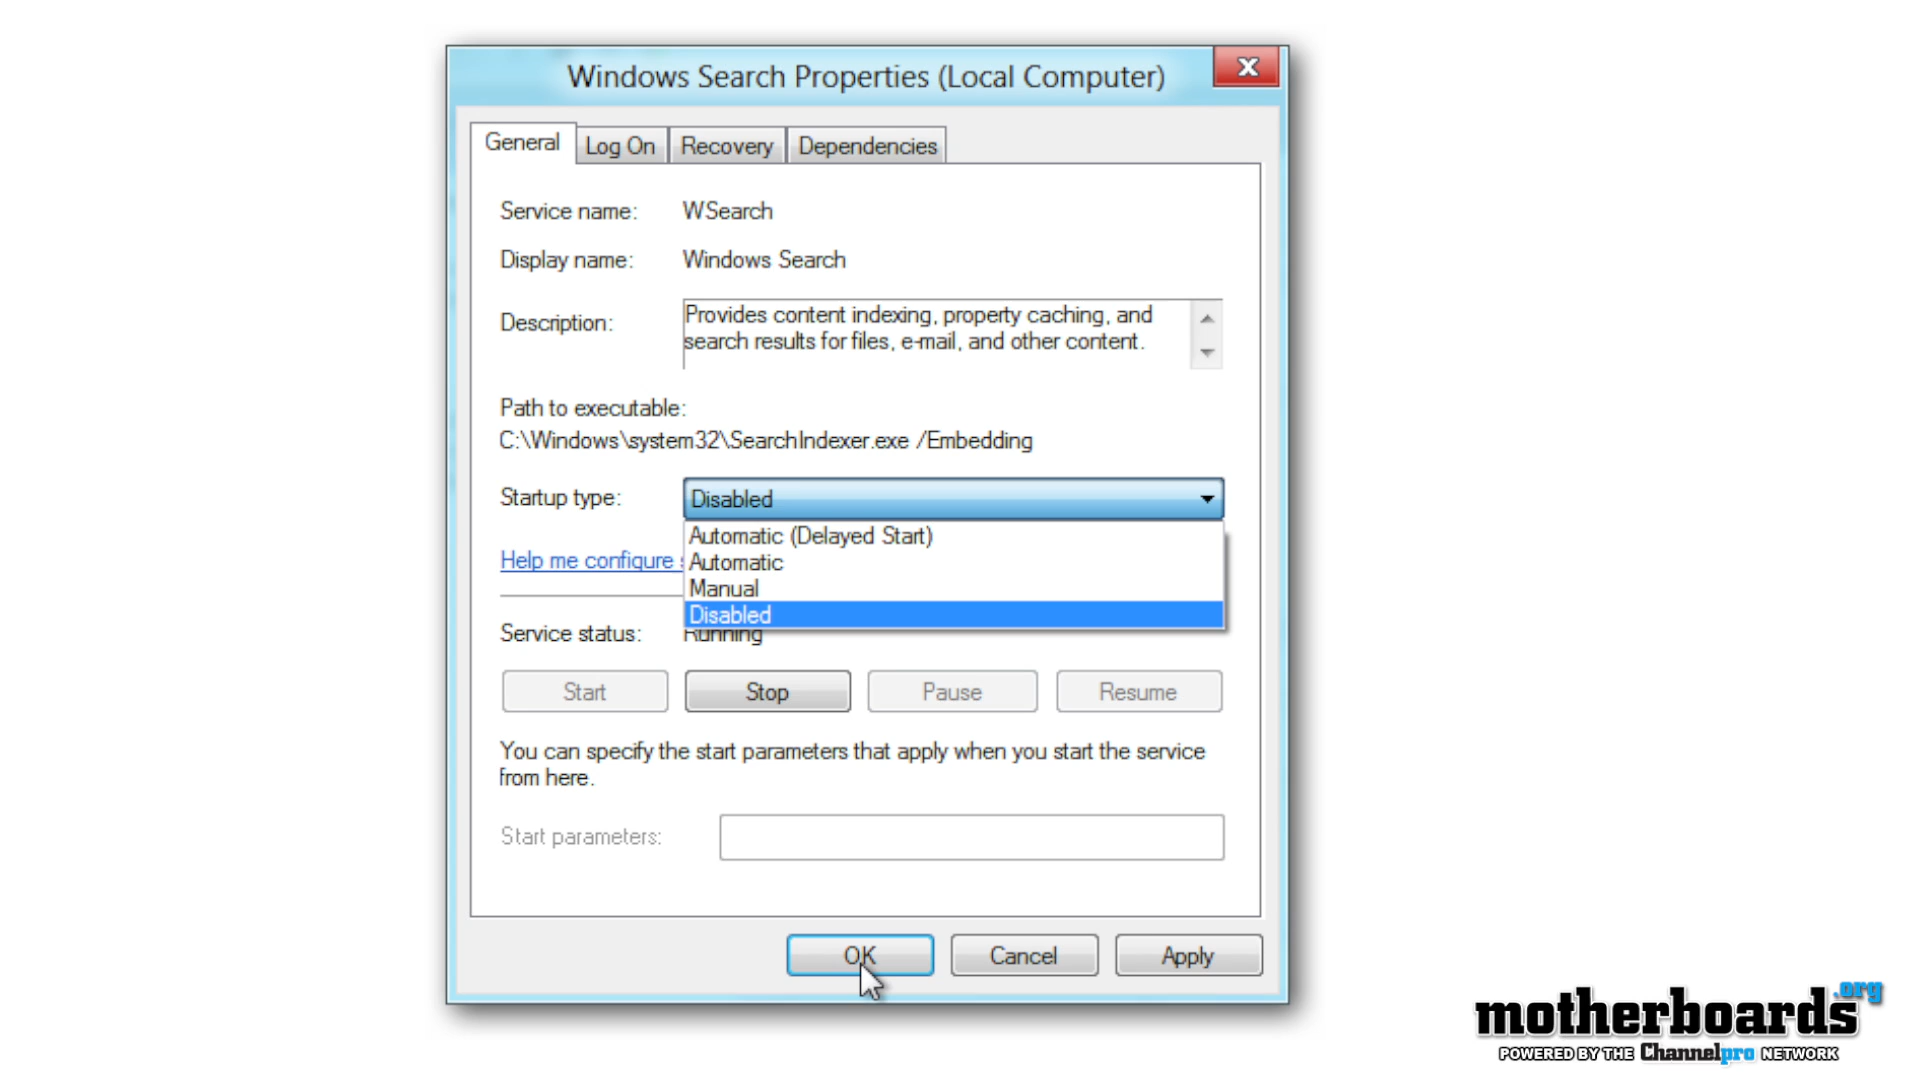 Windows Search Properties (Local Computer)
General Log On Recovery Dependencies
Service name: WSearch
Display name: Windows Search
Description: Provides content indexing, property caching, and
search results for files, e-mail, and other content.
Path to executable:
C:\Windows\system32\SearchIndexer.exe /Embedding
Startup type: Disabled
Automatic (Delayed Start)
Help me configure
Automatic
Manual
Disabled
Service status: Running
Start Stop Pause Resume
You can specify the start parameters that apply when you start the service
from here.
Start parameters:
OK Cancel Apply
motherboards.org
POWERED BY THE Channelpro NETWORK